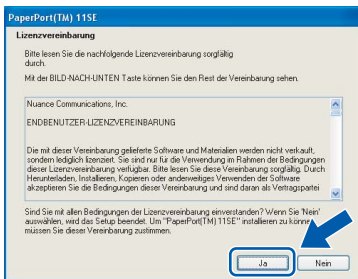 PaperPort(TM) 11SE
Lizenzvereinbarung
Bitte lesen Sie die nachfolgende Lizenzvereinbarung sorgfältig
durch.
Mit der BILD-NACH-UNTEN Taste können Sie den Rest der Vereinbarung sehen.
Nuance Communications, Inc.
ENDBENUTZER-LIZENZVEREINBARUNG
Die mit dieser Vereinbarung gelieferte Software und Materialien werden nicht verkauft,
sondern lediglich lizenziert. Sie sind nur für die Verwendung im Rahmen der Bedingungen
dieser Lizenzvereinbarung verfügbar. Bitte lesen Sie diese Vereinbarung sorgfältig. Durch
Herunterladen, Installieren, Kopieren oder anderweitiges Verwenden der Software
akzeptieren Sie die Bedingungen dieser Vereinbarung und sind daran als Vertragspartei
Sind Sie mit allen Bedingungen der Lizenzvereinbarung einverstanden? Wenn Sie 'Nein'
auswählen, wird das Setup beendet. Um "PaperPort(TM) 11SE" installieren zu können,
müssen Sie dieser Vereinbarung zustimmen.
Ja
Nein